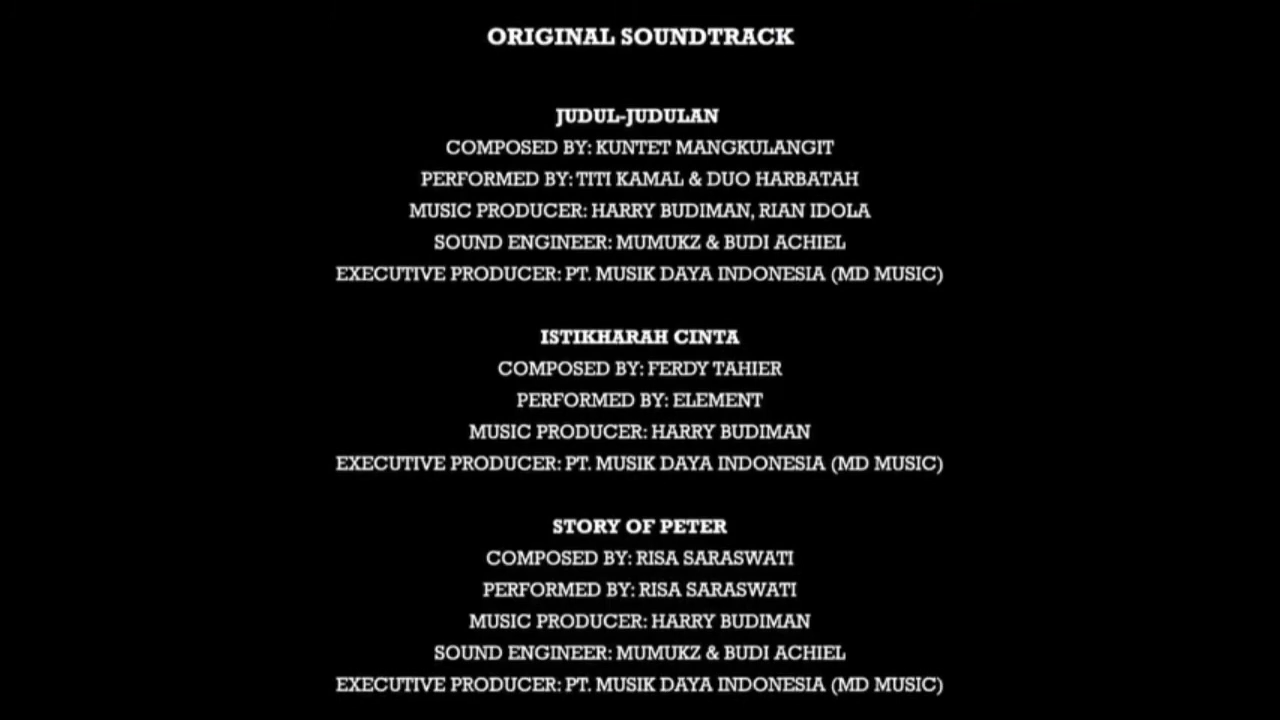 ORIGINAL SOUNDTRACK
JUDUL-JUDULAN
COMPOSED BY: KUNTET MANGKULANGIT
PERFORMED BY: TITI KAMAL & DUO HARBATAH
MUSIC PRODUCER: HARRY BUDIMAN, RIAN IDOLA
SOUND ENGINEER: MUMUKZ & BUDI ACHIEL
EXECUTIVE PRODUCER: PT. MUSIK DAYA INDONESIA (MD MUSIC)
ISTIKHARAH CINTA
COMPOSED BY: FERDY TAHIER
PERFORMED BY: ELEMENT
MUSIC PRODUCER: HARRY BUDIMAN
EXECUTIVE PRODUCER: PT. MUSIK DAYA INDONESIA (MD MUSIC)
STORY OF PETER
COMPOSED BY: RISA SARASWATI
PERFORMED BY: RISA SARASWATI
MUSIC PRODUCER: HARRY BUDIMAN
SOUND ENGINEER: MUMUKZ & BUDI ACHIEL
EXECUTIVE PRODUCER: PT. MUSIK DAYA INDONESIA (MD MUSIC)